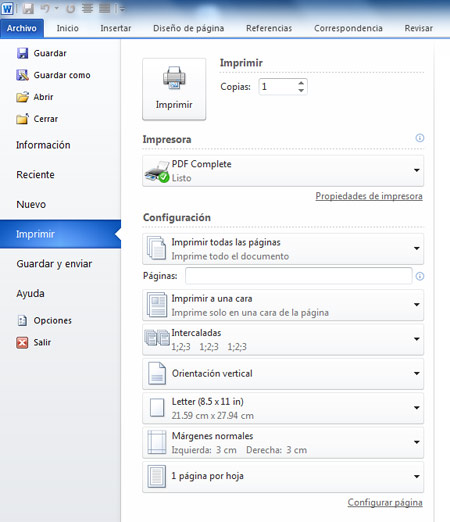 W
Archivo Inicio Insertar Diseño de página Referencias Correspondencia Revisar
Guardar
Guardar como
Abrir
Cerrar
Información
Reciente
Nuevo
Imprimir
Guardar y enviar
Ayuda
Opciones
Salir
Imprimir
Imprimir
Copias: 1
Impresora
PDF Complete
Listo
Propiedades de impresora
Configuración
Imprimir todas las páginas
Imprime todo el documento
Páginas:
Imprimir a una cara
Imprime solo en una cara de la página
Intercaladas
1;2;3 1;2;3 1;2;3
Orientación vertical
Letter (8.5 x 11 in)
21.59 cm x 27.94 cm
Márgenes normales
Izquierda: 3 cm Derecha: 3 cm
1 página por hoja
Configurar página